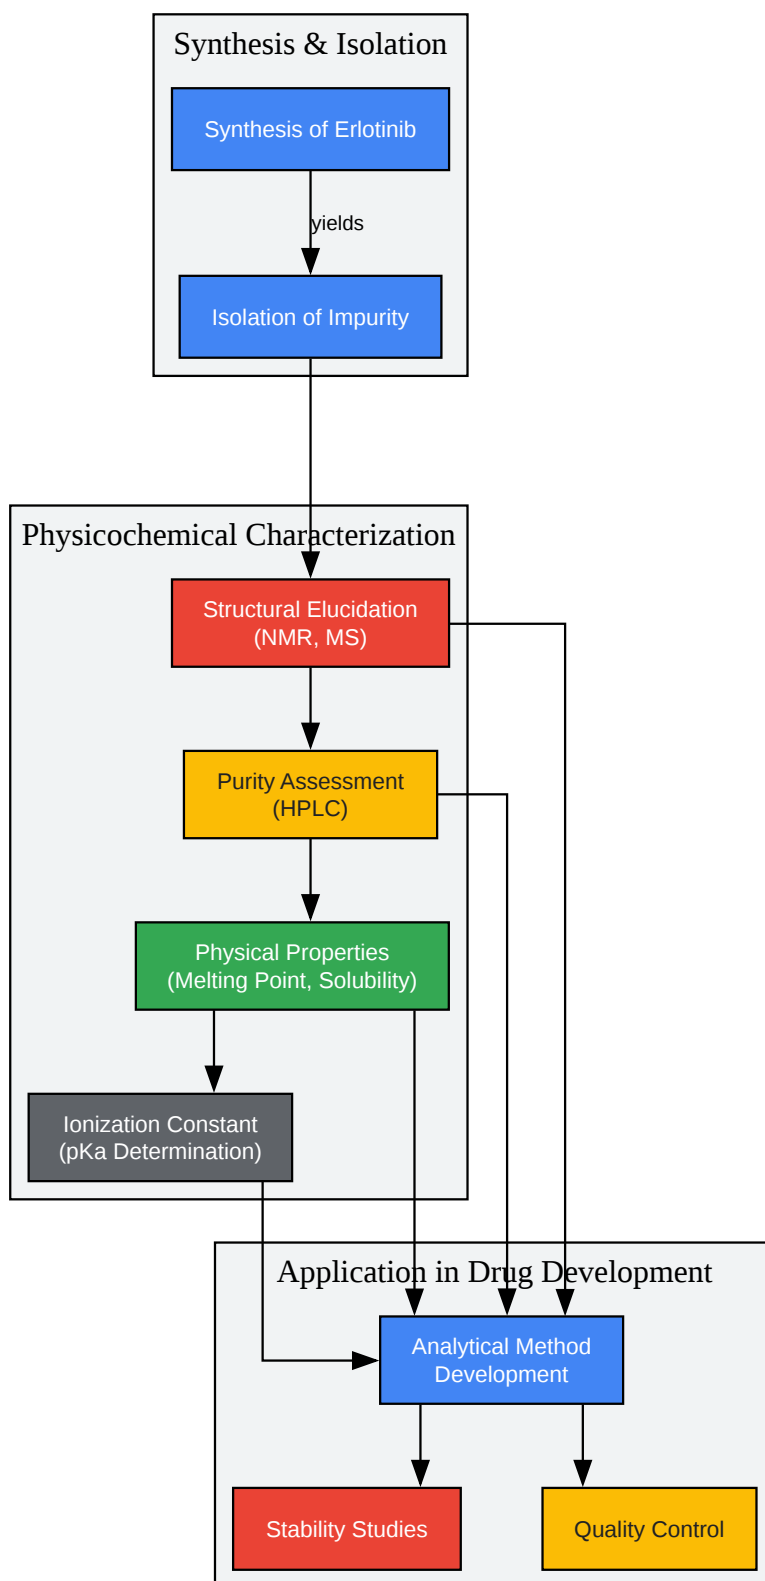 Synthesis & Isolation
Synthesis of Erlotinib
yields
Isolation of Impurity
Physicochemical Characterization
Structural Elucidation
(NMR, MS)
Purity Assessment
(HPLC)
Physical Properties
(Melting Point, Solubility)
Ionization Constant
(pKa Determination)
Application in Drug Development
Analytical Method
Development
Stability Studies
Quality Control